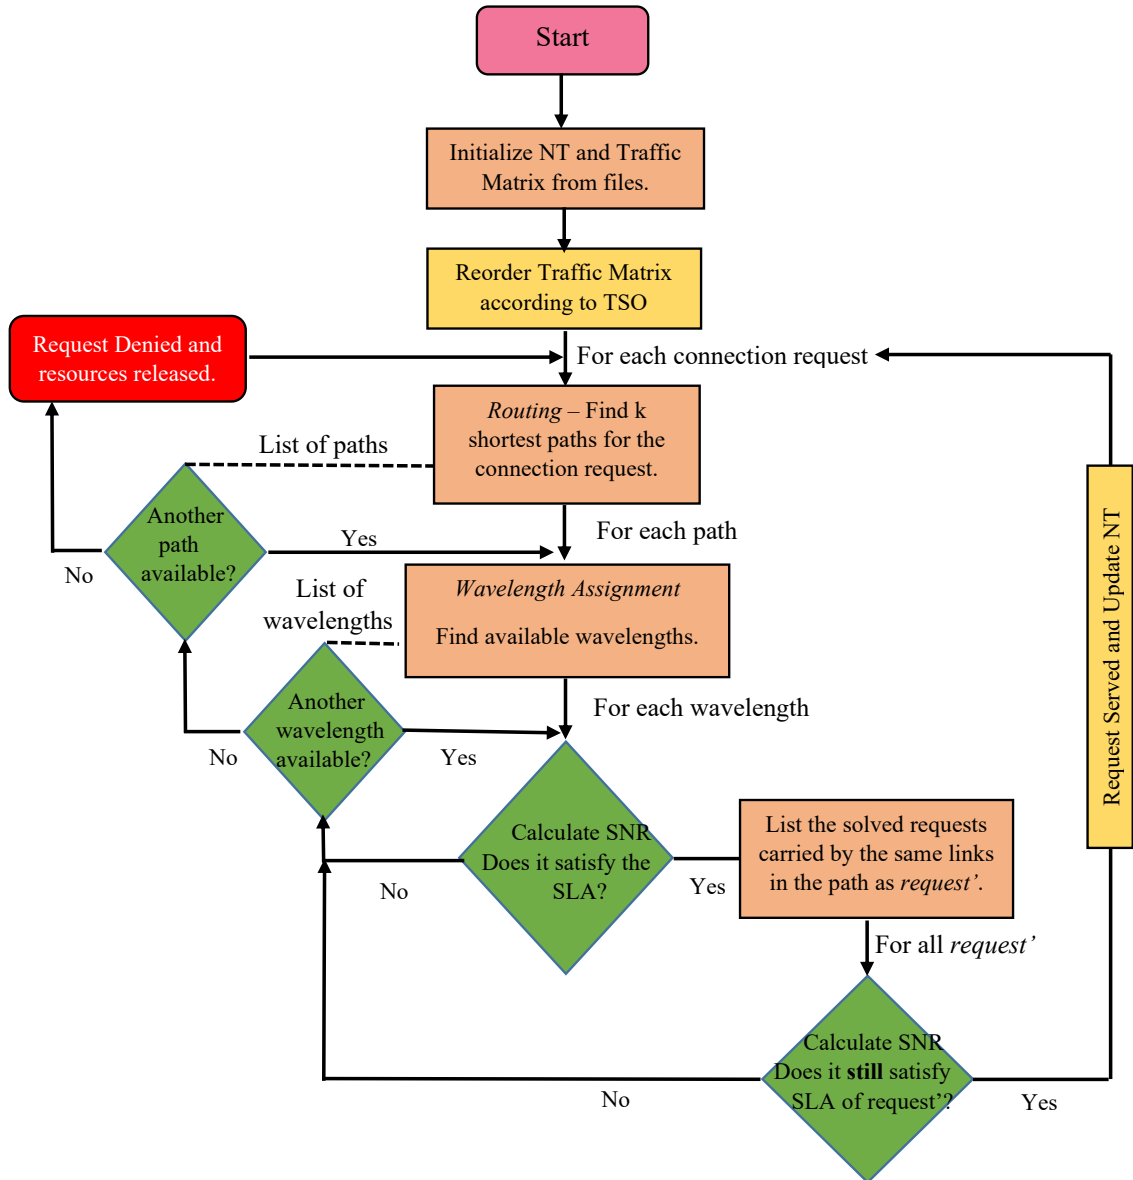 Start
Initialize NT and Traffic
Matrix from files.
Reorder Traffic Matrix
according to TSO
Request Denied and
resources released.
For each connection request
Routing – Find k
shortest paths for the
connection request.
List of paths
For each path
Another
path
available?
Yes
No
List of
wavelengths
Wavelength Assignment
Find available wavelengths.
For each wavelength
Another
wavelength
available?
No
Yes
Request Served and Update NT
Calculate SNR
Does it satisfy the
SLA?
No
Yes
List the solved requests
carried by the same links
in the path as request’.
For all request’
Calculate SNR
Does it still satisfy
SLA of request’?
No
Yes